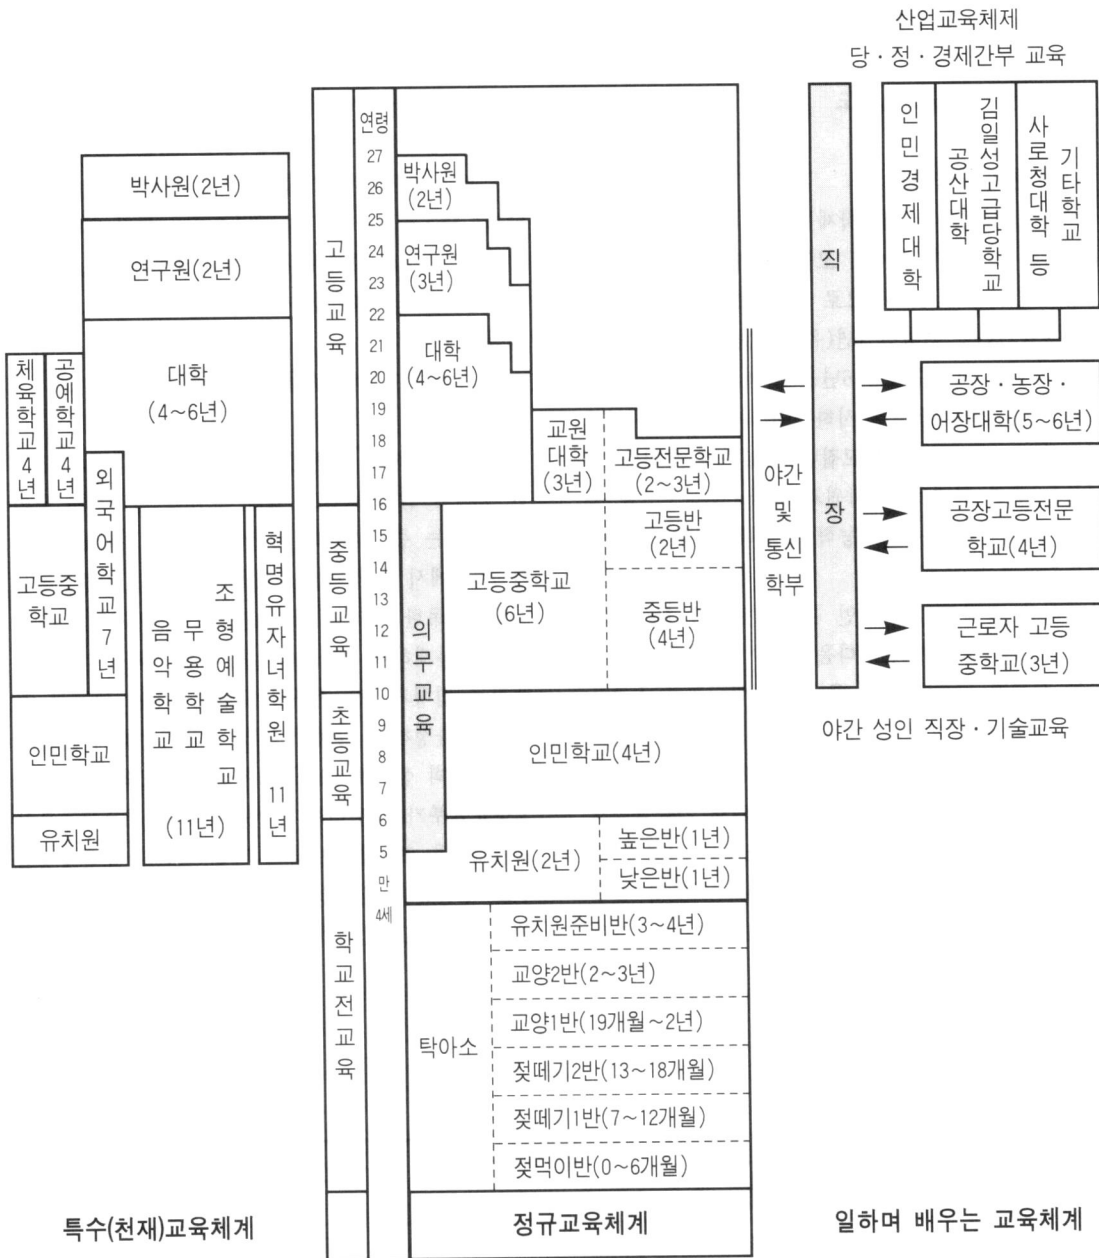 산업교육체제
당·정·경제간부 교육
인민경제대학
공산대학
김일성고급당학교
사로청대학 등
기타학교
박사원(2년)
연구원(2년)
대학
(4~6년)
체육학교 4년
공예학교 4년
외국어학교 7년
고등중
학교
인민학교
유치원
음악학교
무용학교
조형예술학교
(11년)
혁명유자녀학원 11년
특수(천재)교육체계
고등교육
중등교육
초등교육
학교전교육
연령
27
26
25
24
23
22
21
20
19
18
17
16
15
14
13
12
11
10
9
8
7
6
5
만
4세
박사원
(2년)
연구원
(3년)
대학
(4~6년)
교원
대학
(3년)
고등전문학교
(2~3년)
의무교육
고등중학교
(6년)
고등반
(2년)
중등반
(4년)
인민학교(4년)
유치원(2년)
높은반(1년)
낮은반(1년)
탁아소
유치원준비반(3~4년)
교양2반(2~3년)
교양1반(19개월~2년)
젖떼기2반(13~18개월)
젖떼기1반(7~12개월)
젖먹이반(0~6개월)
정규교육체계
야간
및
통신
학부
직장
공장·농장·
어장대학(5~6년)
공장고등전문
학교(4년)
근로자 고등
중학교(3년)
야간 성인 직장·기술교육
일하며 배우는 교육체계